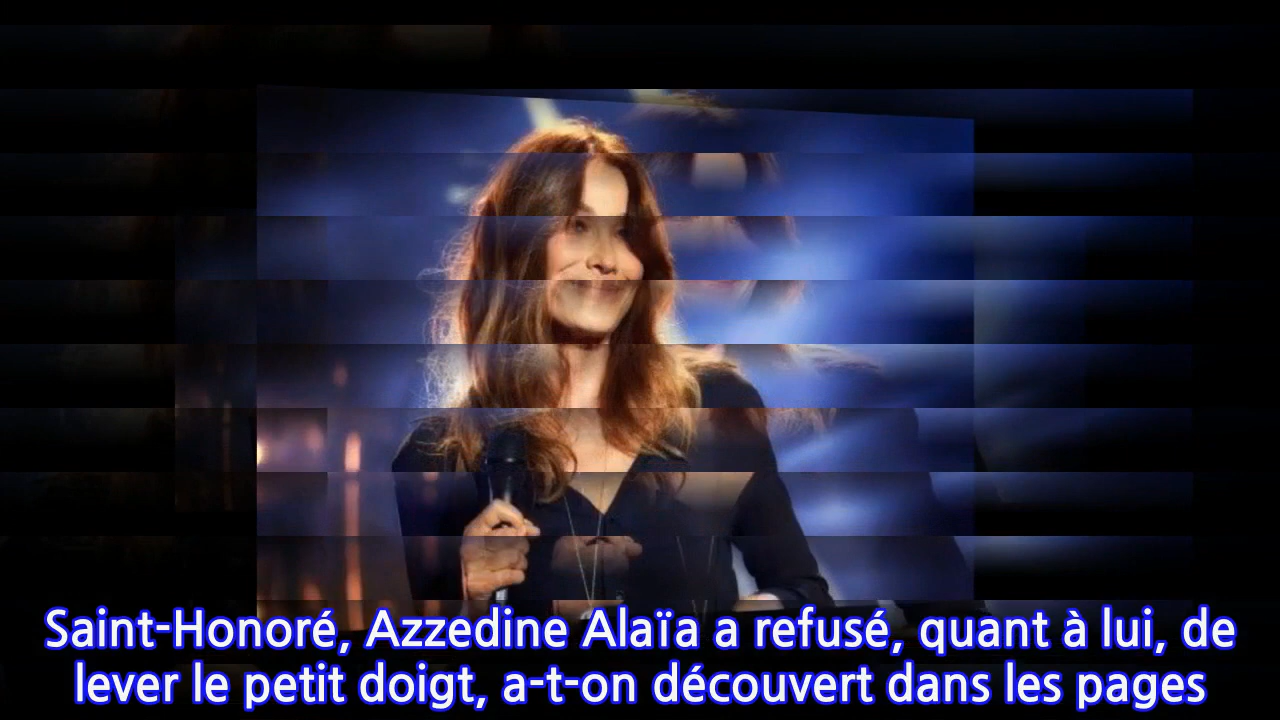 Saint-Honoré, Azzedine Alaïa a refusé, quant à lui, de
lever le petit doigt, a-t-on découvert dans les pages